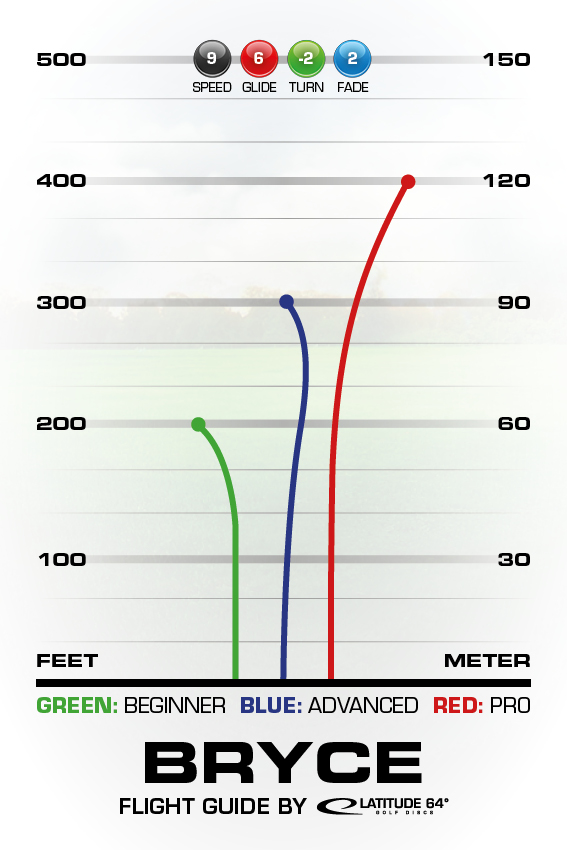 500 9 6 -2 2 150
SPEED GLIDE TURN FADE
400 120
300 90
200 60
100 30
FEET METER
GREEN: BEGINNER BLUE: ADVANCED RED: PRO
BRYCE
FLIGHT GUIDE BY LATITUDE 64°
GOLF DISCS